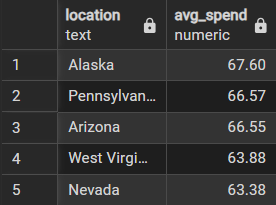 location avg_spend
text numeric
1 Alaska 67.60
2 Pennsylvan... 66.57
3 Arizona 66.55
4 West Virgi... 63.88
5 Nevada 63.38